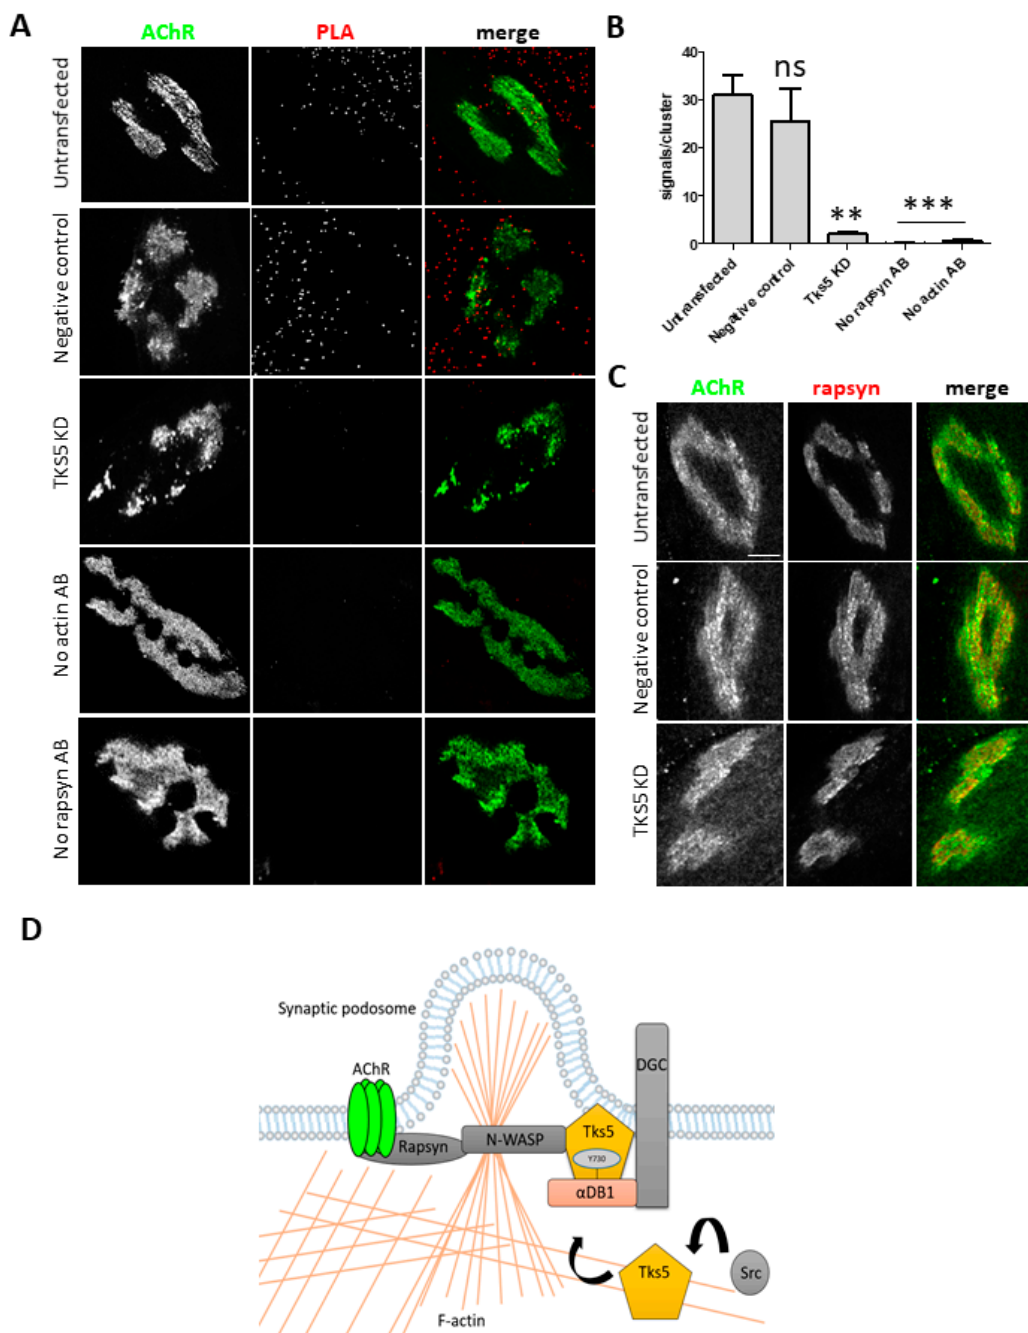 A
AChR PLA merge
Untransfected
Negative control
TKS5 KD
No actin AB
No rapsyn AB
B
signals/cluster
40
30
20
10
0
ns
**
***
Untransfected
Negative control
Tks5 KD
No rapsyn AB
No actin AB
C
AChR rapsyn merge
Untransfected
Negative control
TKS5 KD
D
Synaptic podosome
AChR
Rapsyn
N-WASP
Tks5
Y730
αDB1
DGC
Tks5
Src
F-actin